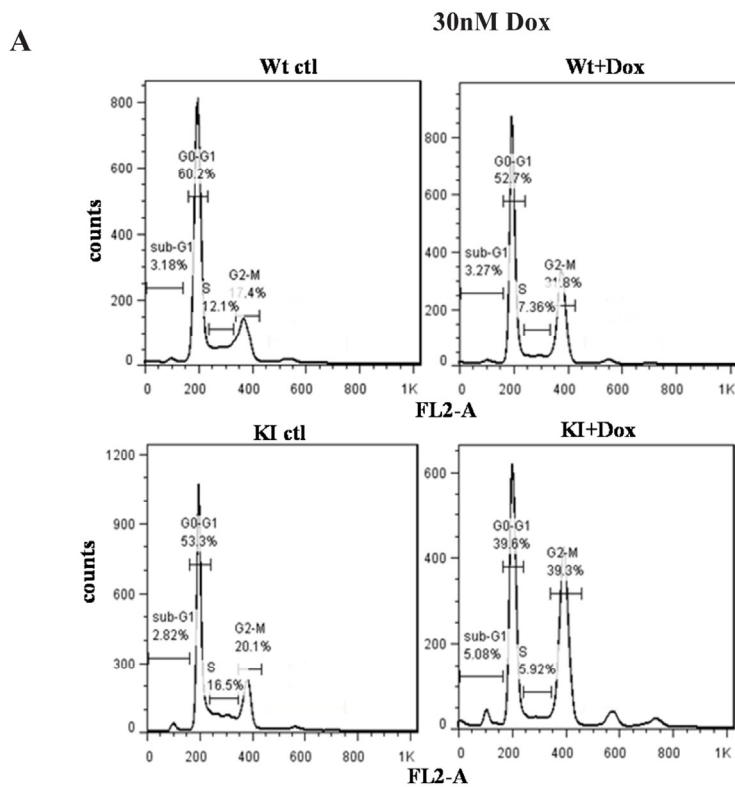 30nM Dox
A
Wt ctl
800
600
400
200
0
counts
G0-G1
60.2%
sub-G1
3.18%
S
12.1%
G2-M
17.4%
0 200 400 600 800 1K
Wt+Dox
800
600
400
200
0
G0-G1
52.7%
sub-G1
3.27%
S
7.36%
G2-M
31.8%
0 200 400 600 800 1K
FL2-A
KI ctl
1200
900
600
300
0
counts
G0-G1
53.3%
sub-G1
2.82%
S
16.5%
G2-M
20.1%
0 200 400 600 800 1K
KI+Dox
600
400
200
0
G0-G1
39.6%
G2-M
39.3%
sub-G1
5.08%
S
5.92%
0 200 400 600 800 1K
FL2-A